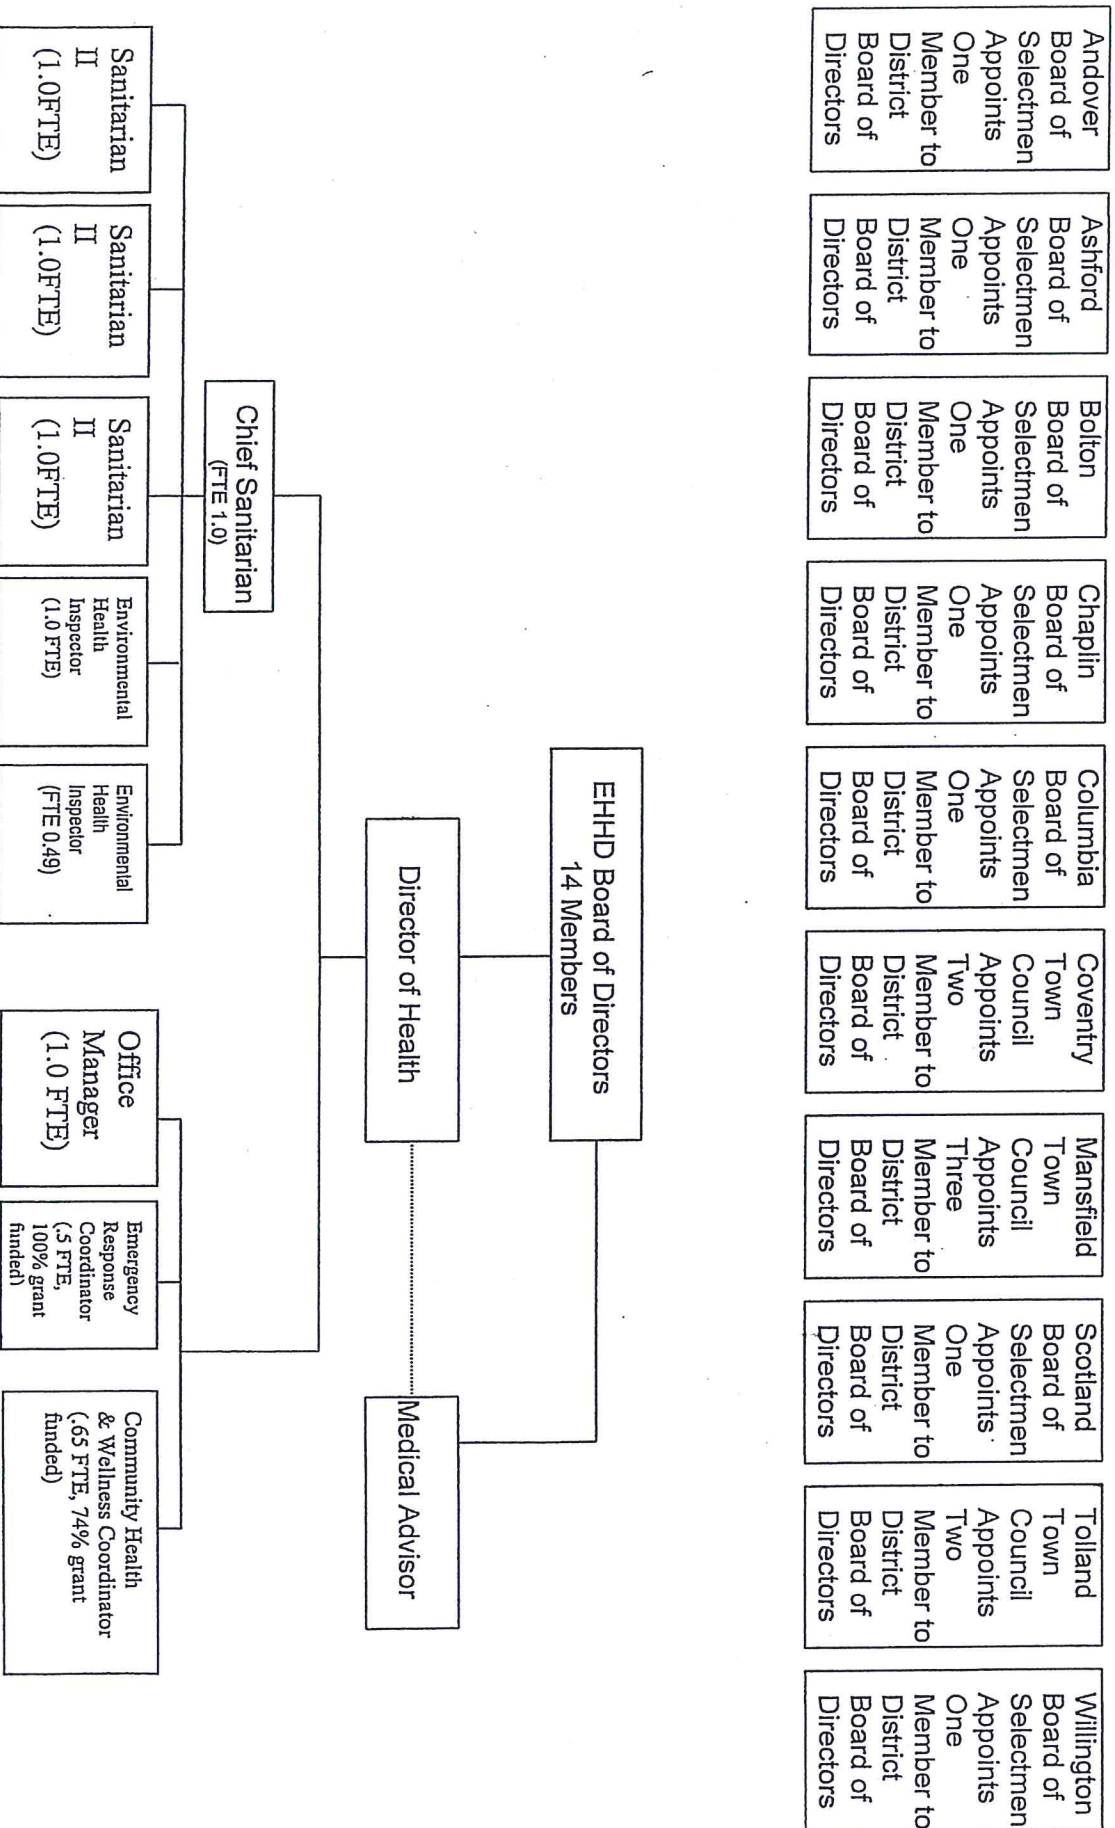 Andover
Board of
Selectmen
Appoints
One
Member to
District
Board of
Directors
Ashford
Board of
Selectmen
Appoints
One
Member to
District
Board of
Directors
Bolton
Board of
Selectmen
Appoints
One
Member to
District
Board of
Directors
Chaplin
Board of
Selectmen
Appoints
One
Member to
District
Board of
Directors
Columbia
Board of
Selectmen
Appoints
One
Member to
District
Board of
Directors
Coventry
Town
Council
Appoints
Two
Member to
District
Board of
Directors
Mansfield
Town
Council
Appoints
Three
Member to
District
Board of
Directors
Scotland
Board of
Selectmen
Appoints
One
Member to
District
Board of
Directors
Tolland
Town
Council
Appoints
Two
Member to
District
Board of
Directors
Willington
Board of
Selectmen
Appoints
One
Member to
District
Board of
Directors
EHHD Board of Directors
14 Members
Director of Health
Medical Advisor
Chief Sanitarian
(FTE 1.0)
Sanitarian
II
(1.0FTE)
Sanitarian
II
(1.0FTE)
Sanitarian
II
(1.0FTE)
Environmental
Health
Inspector
(1.0 FTE)
Environmental
Health
Inspector
(FTE 0.49)
Office
Manager
(1.0 FTE)
Emergency
Response
Coordinator
(.5 FTE,
100% grant
funded)
Community Health
& Wellness Coordinator
(.65 FTE, 74% grant
funded)